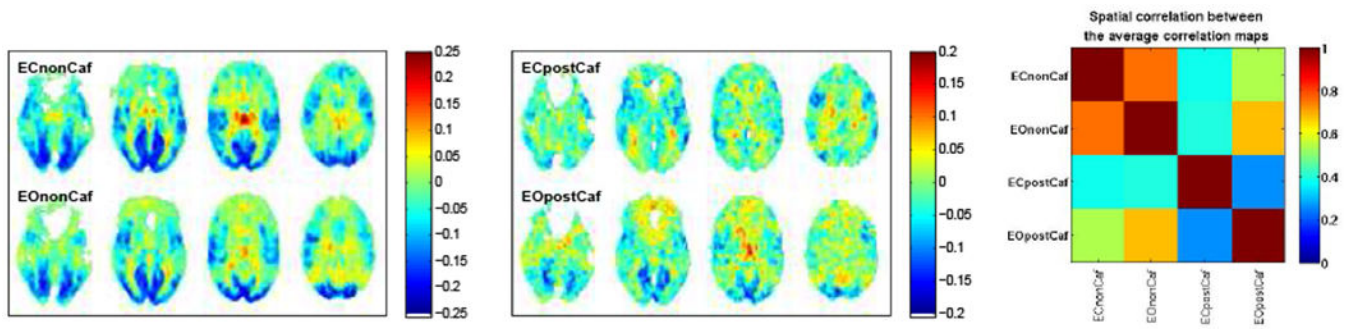 ECnonCaf
EOnonCaf
0.25
0.2
0.15
0.1
0.05
0
−0.05
−0.1
−0.15
−0.2
−0.25
ECpostCaf
EOpostCaf
0.2
0.15
0.1
0.05
0
−0.05
−0.1
−0.15
−0.2
Spatial correlation between
the average correlation maps
ECnonCaf
EOnonCaf
ECpostCaf
EOpostCaf
ECnonCaf
EOnonCaf
ECpostCaf
EOpostCaf
1
0.8
0.6
0.4
0.2
0